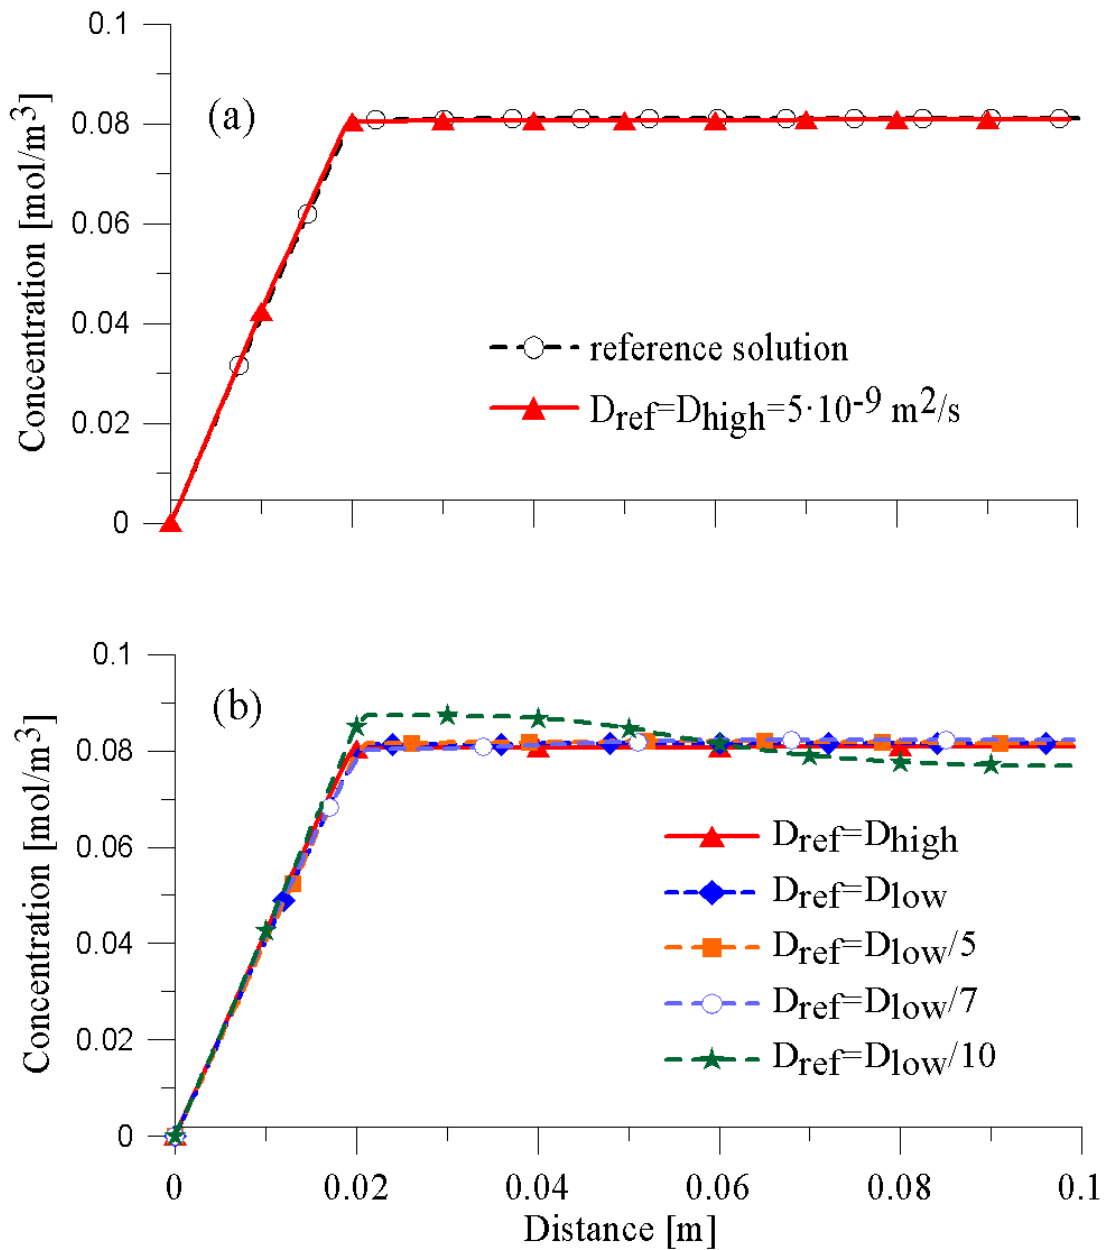 0.1
(a)
0.08
0.06
0.04
0.02
0
Concentration [mol/m³]
reference solution
Dref=Dhigh=5·10⁻⁹ m²/s
0.1
(b)
0.08
0.06
0.04
0.02
0
Concentration [mol/m³]
Dref=Dhigh
Dref=Dlow
Dref=Dlow/5
Dref=Dlow/7
Dref=Dlow/10
0 0.02 0.04 0.06 0.08 0.1
Distance [m]